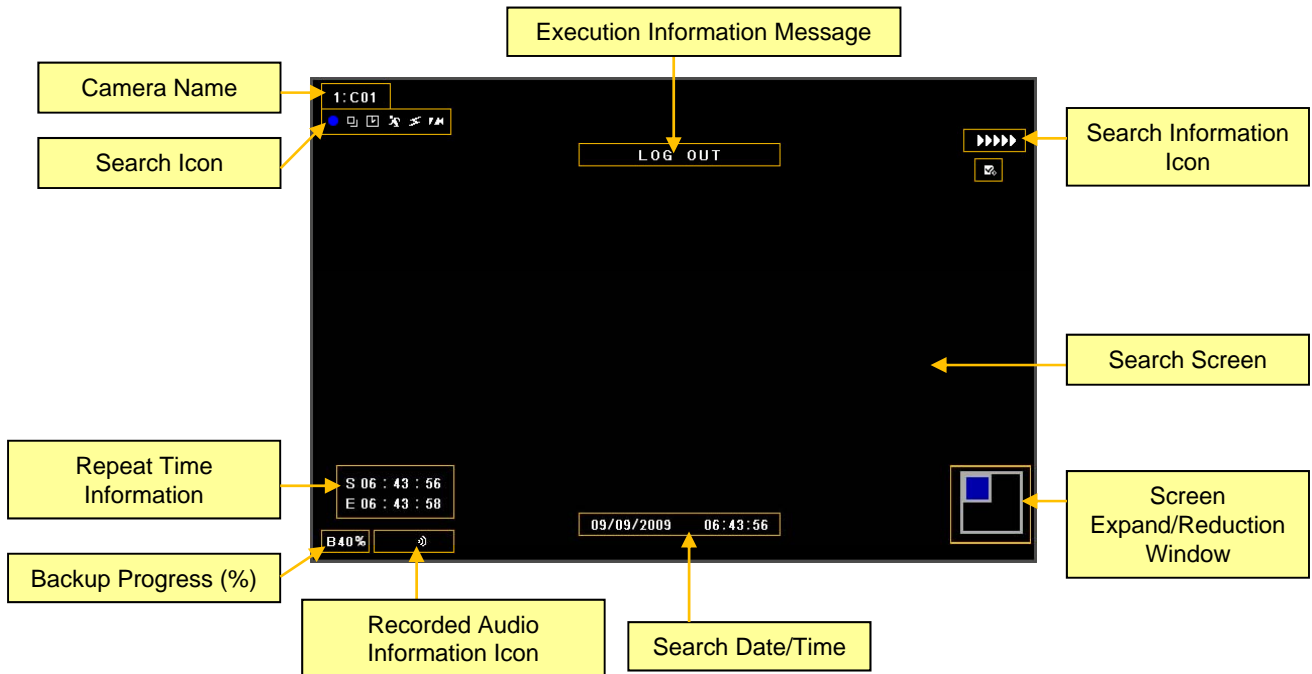 Execution Information Message
Camera Name
1:C01
Search Icon
LOG OUT
Search Information
Icon
Search Screen
Repeat Time
Information
S 06 : 43 : 56
E 06 : 43 : 58
Screen
Expand/Reduction
Window
09/09/2009 06:43:56
B40%
Backup Progress (%)
Recorded Audio
Information Icon
Search Date/Time